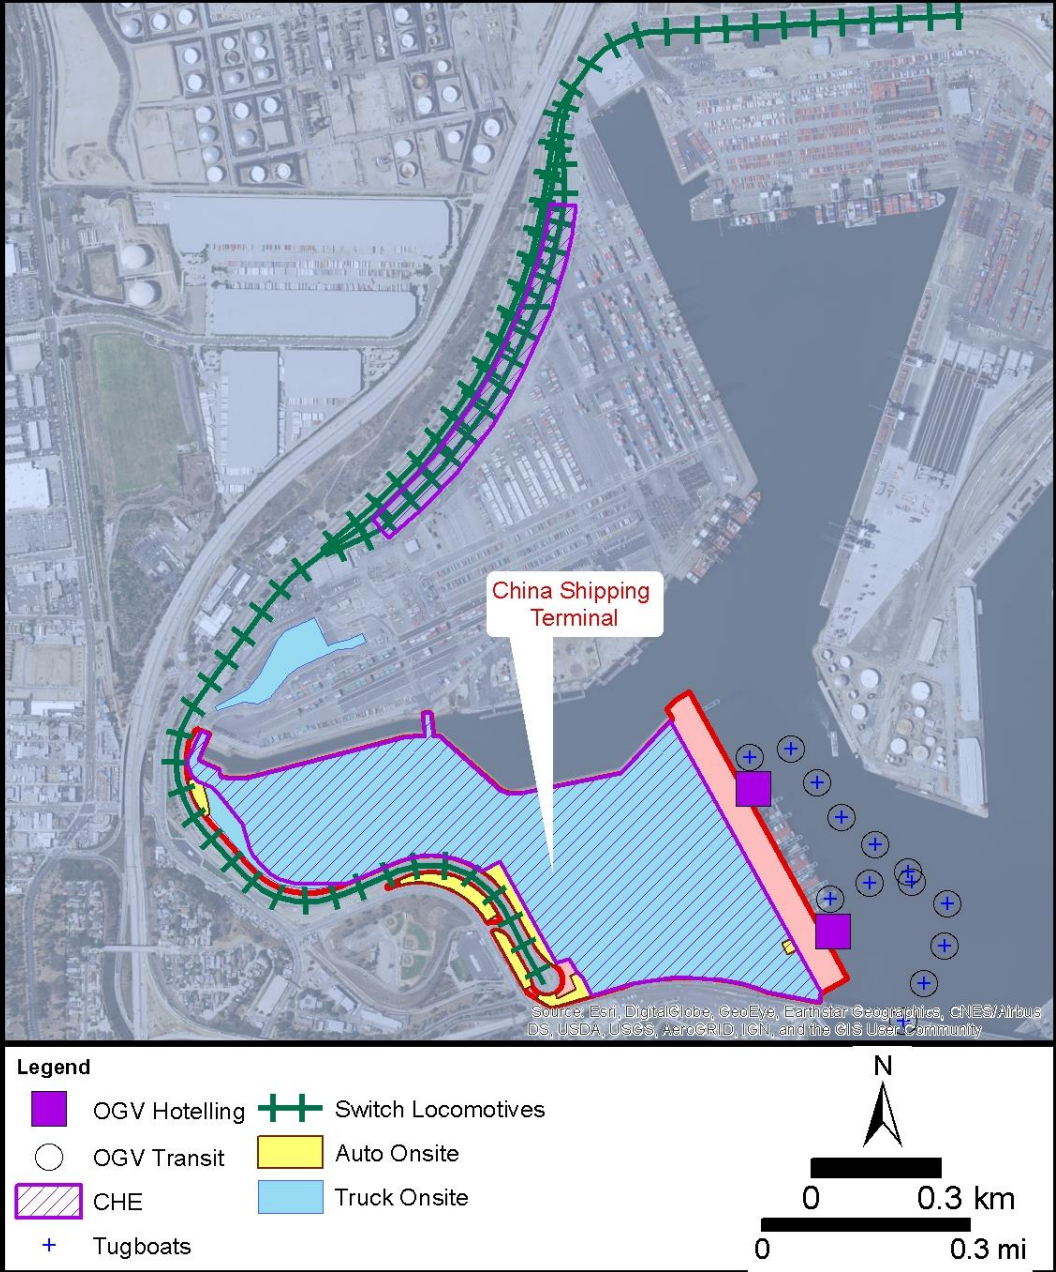 China Shipping
Terminal
Source: Esri, DigitalGlobe, GeoEye, Earthstar Geographics, CNES/Airbus
DS, USDA, USGS, AeroGRID, IGN, and the GIS User Community
Legend
OGV Hotelling
Switch Locomotives
OGV Transit
Auto Onsite
CHE
Truck Onsite
Tugboats
N
0 0.3 km
0 0.3 mi